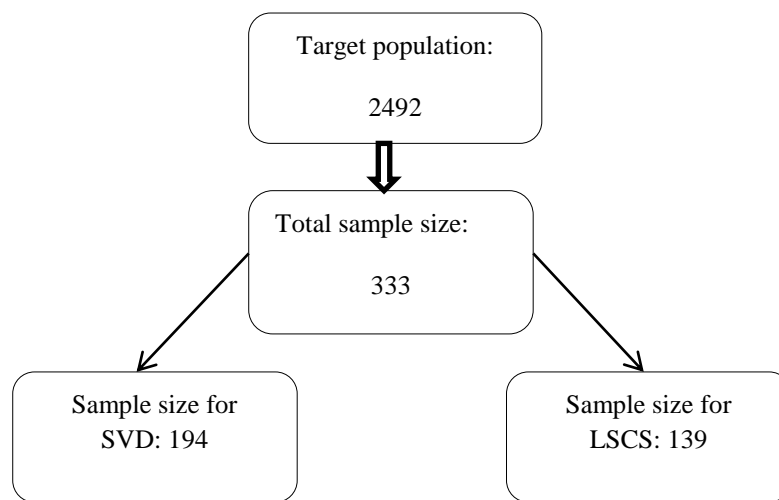 Target population:
2492
Total sample size:
333
Sample size for
SVD: 194
Sample size for
LSCS: 139